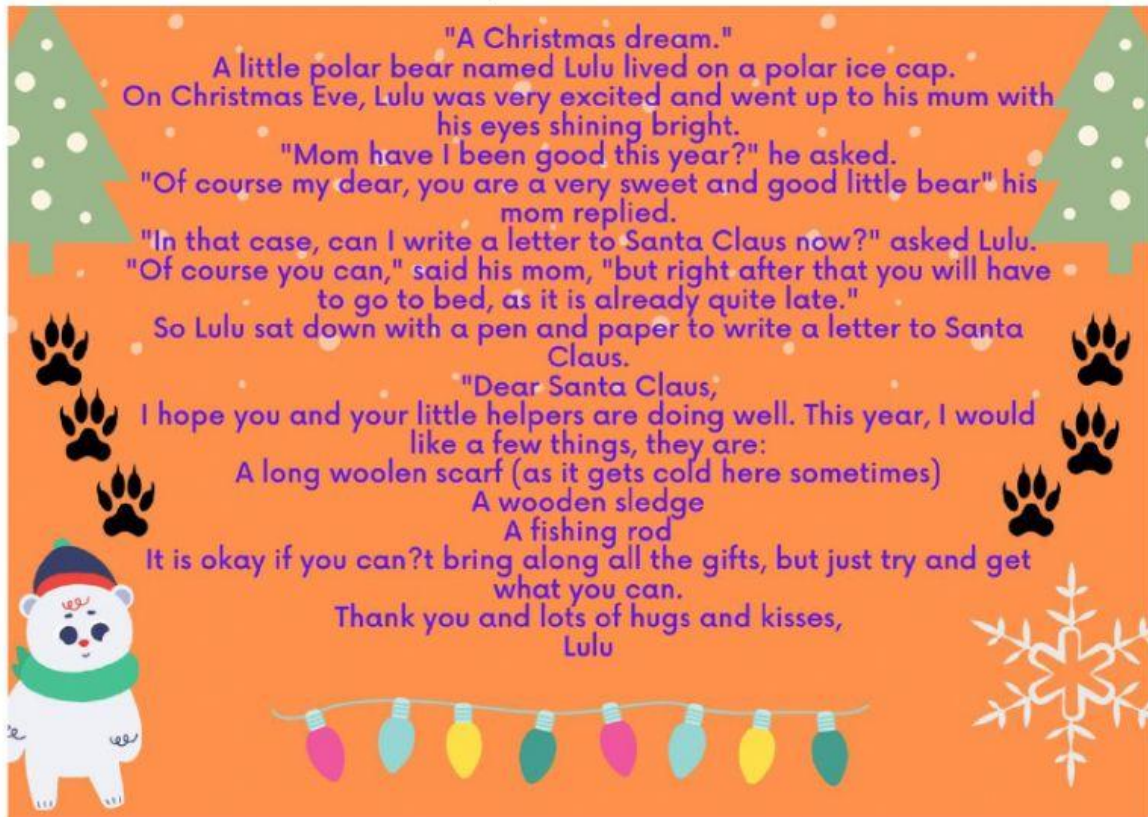 "A Christmas dream."
A little polar bear named Lulu lived on a polar ice cap.
On Christmas Eve, Lulu was very excited and went up to his mum with
his eyes shining bright.
"Mom have I been good this year?" he asked.
"Of course my dear, you are a very sweet and good little bear" his
mom replied.
"In that case, can I write a letter to Santa Claus now?" asked Lulu.
"Of course you can," said his mom, "but right after that you will have
to go to bed, as it is already quite late."
So Lulu sat down with a pen and paper to write a letter to Santa
Claus.
"Dear Santa Claus,
I hope you and your little helpers are doing well. This year, I would
like a few things, they are:
A long woolen scarf (as it gets cold here sometimes)
A wooden sledge
A fishing rod
It is okay if you can?t bring along all the gifts, but just try and get
what you can.
Thank you and lots of hugs and kisses,
Lulu